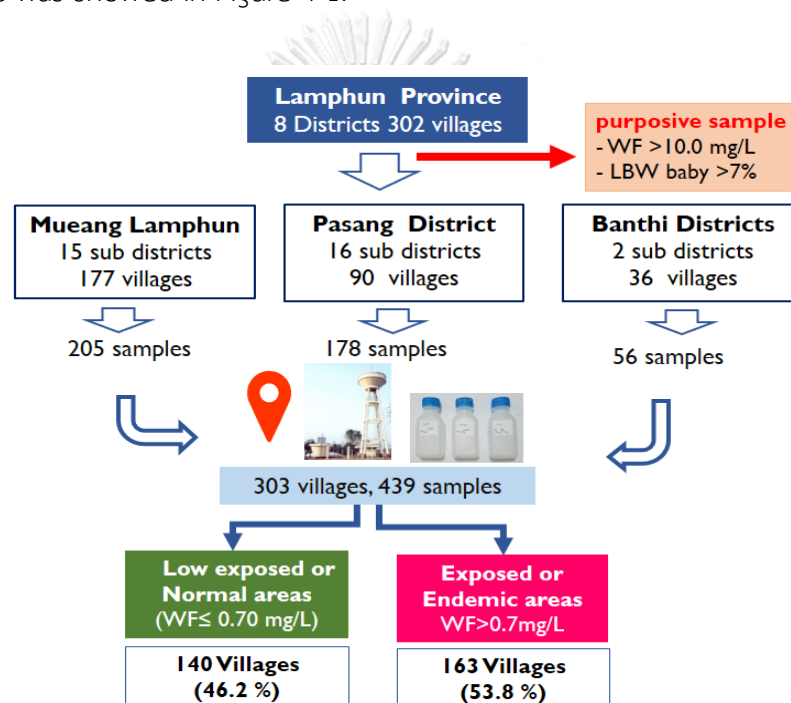 Lamphun Province
8 Districts 302 villages
purposive sample
- WF >10.0 mg/L
- LBW baby >7%
Mueang Lamphun
15 sub districts
177 villages
Pasang District
16 sub districts
90 villages
Banthi Districts
2 sub districts
36 villages
205 samples
178 samples
56 samples
303 villages, 439 samples
Low exposed or
Normal areas
(WF≤ 0.70 mg/L)
Exposed or
Endemic areas
WF>0.7mg/L
140 Villages
(46.2 %)
163 Villages
(53.8 %)